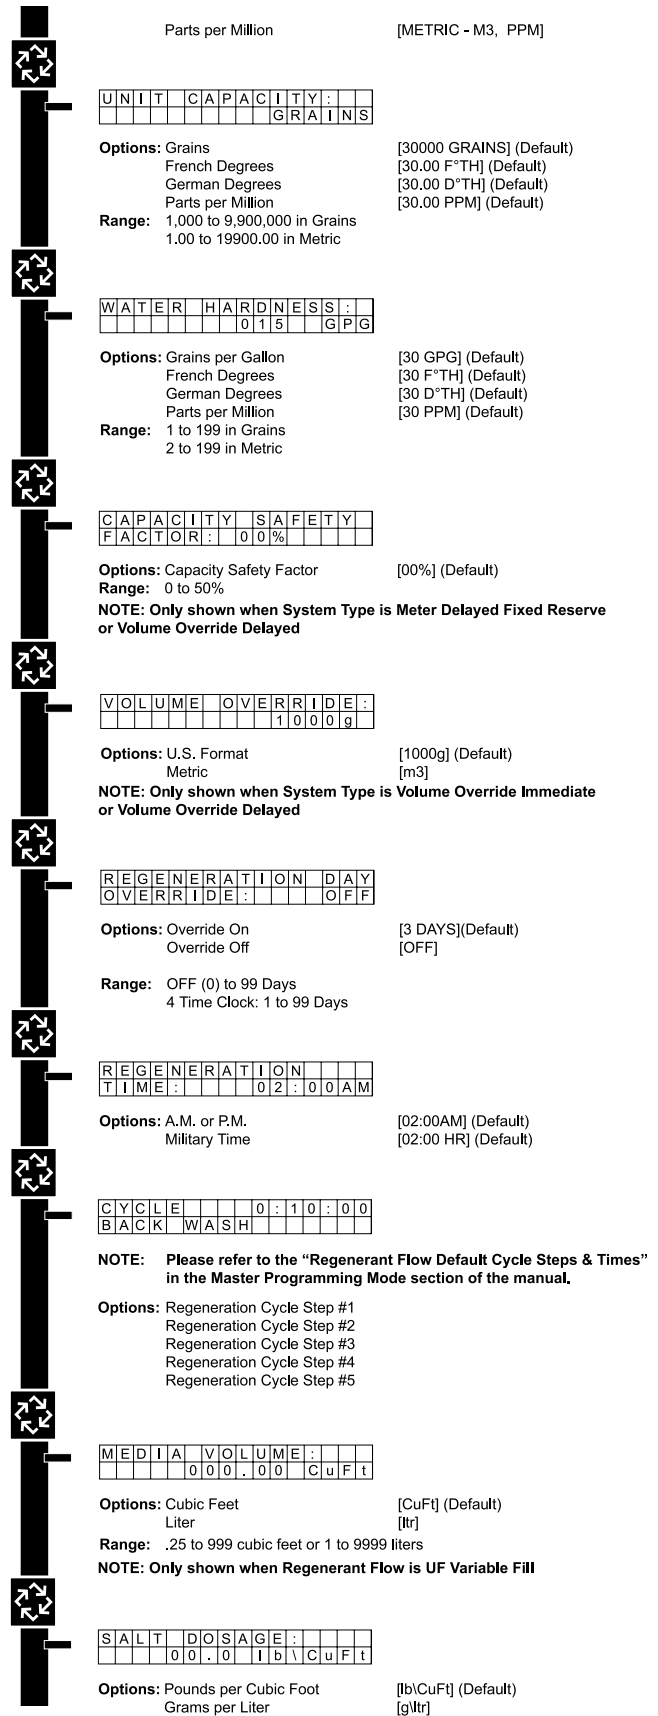 Parts per Million [METRIC - M3, PPM]
UNIT CAPACITY:
GRAINS
Options: Grains [30000 GRAINS] (Default)
French Degrees [30.00 F°TH] (Default)
German Degrees [30.00 D°TH] (Default)
Parts per Million [30.00 PPM] (Default)
Range: 1,000 to 9,900,000 in Grains
1.00 to 19900.00 in Metric
WATER HARDNESS:
015 GPG
Options: Grains per Gallon [30 GPG] (Default)
French Degrees [30 F°TH] (Default)
German Degrees [30 D°TH] (Default)
Parts per Million [30 PPM] (Default)
Range: 1 to 199 in Grains
2 to 199 in Metric
CAPACITY SAFETY
FACTOR: 00%
Options: Capacity Safety Factor [00%] (Default)
Range: 0 to 50%
NOTE: Only shown when System Type is Meter Delayed Fixed Reserve
or Volume Override Delayed
VOLUME OVERRIDE:
1000g
Options: U.S. Format [1000g] (Default)
Metric [m3]
NOTE: Only shown when System Type is Volume Override Immediate
or Volume Override Delayed
REGENERATION DAY
OVERRIDE: OFF
Options: Override On [3 DAYS](Default)
Override Off [OFF]
Range: OFF (0) to 99 Days
4 Time Clock: 1 to 99 Days
REGENERATION
TIME: 02:00AM
Options: A.M. or P.M. [02:00AM] (Default)
Military Time [02:00 HR] (Default)
CYCLE 0:10:00
BACK WASH
NOTE: Please refer to the “Regenerant Flow Default Cycle Steps & Times”
in the Master Programming Mode section of the manual.
Options: Regeneration Cycle Step #1
Regeneration Cycle Step #2
Regeneration Cycle Step #3
Regeneration Cycle Step #4
Regeneration Cycle Step #5
MEDIA VOLUME:
000.00 CuFt
Options: Cubic Feet [CuFt] (Default)
Liter [ltr]
Range: .25 to 999 cubic feet or 1 to 9999 liters
NOTE: Only shown when Regenerant Flow is UF Variable Fill
SALT DOSAGE:
00.0 lb\CuFt
Options: Pounds per Cubic Foot [lb\CuFt] (Default)
Grams per Liter [g\ltr]